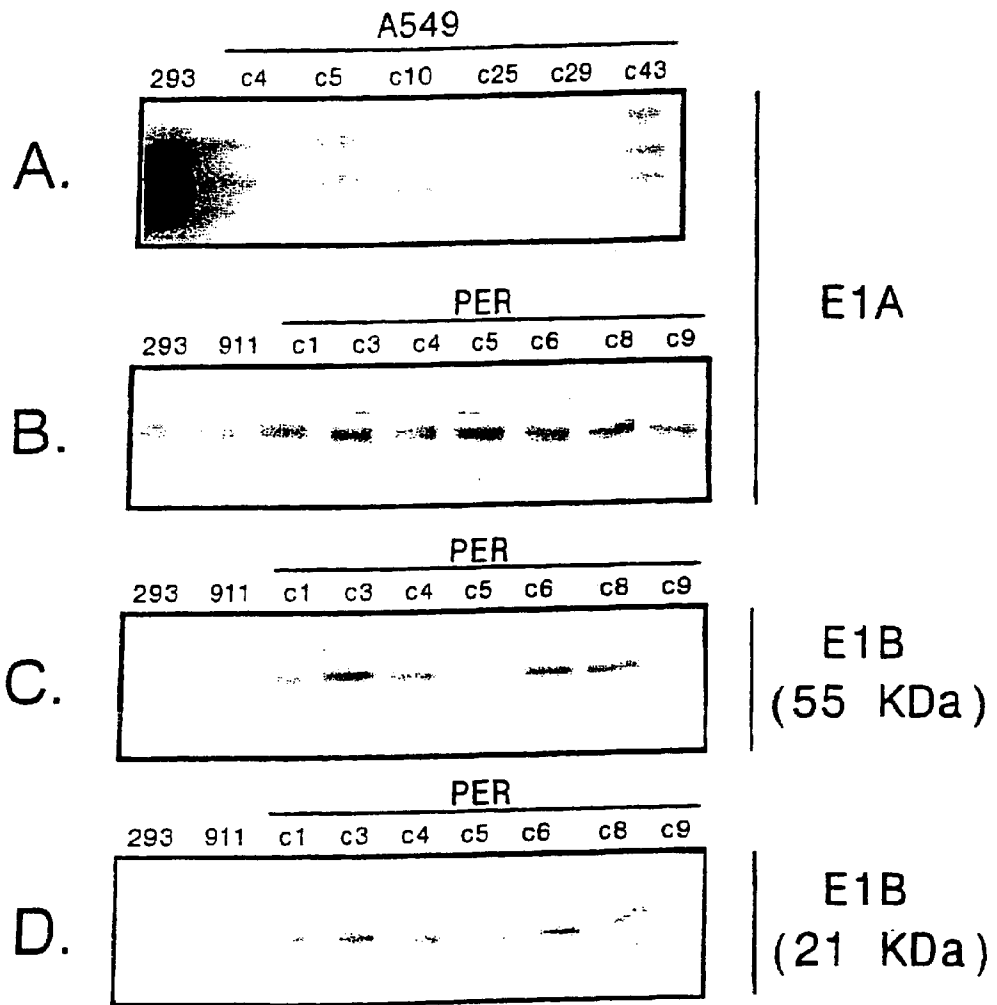 A549
293 c4 c5 c10 c25 c29 c43
A.
PER
E1A
293 911 c1 c3 c4 c5 c6 c8 c9
B.
PER
293 911 c1 c3 c4 c5 c6 c8 c9
C.
E1B
(55 KDa)
PER
293 911 c1 c3 c4 c5 c6 c8 c9
D.
E1B
(21 KDa)